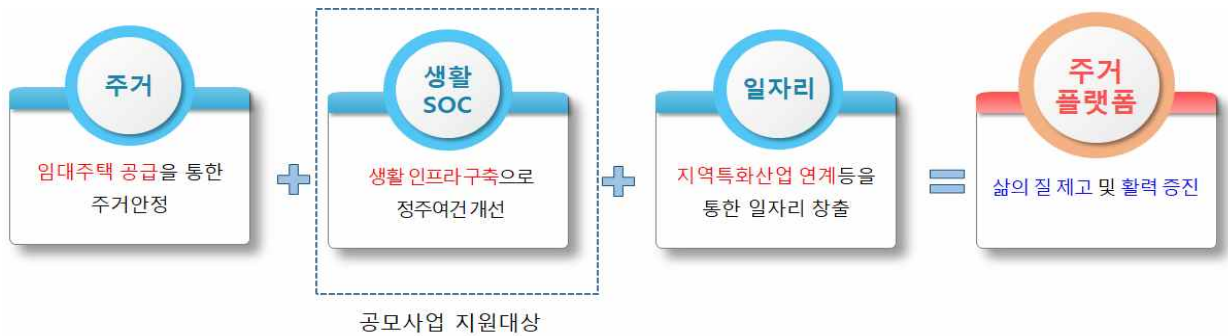 주거
임대주택 공급을 통한
주거안정
생활
SOC
생활 인프라 구축으로
정주여건 개선
일자리
지역특화산업 연계등을
통한 일자리 창출
주거
플랫폼
삶의 질 제고 및 활력 증진
공모사업 지원대상